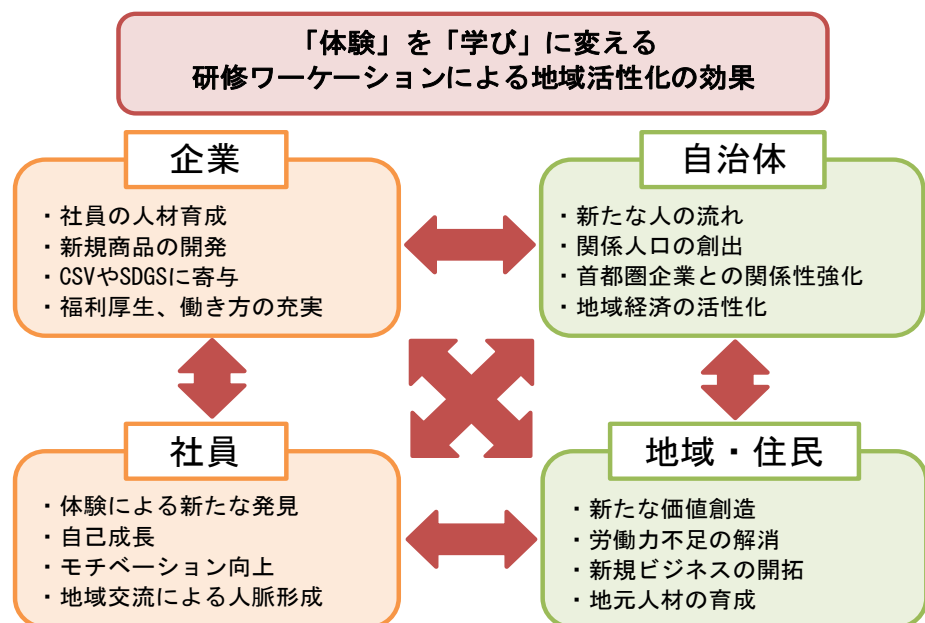 「体験」を「学び」に変える
研修ワーケーションによる地域活性化の効果
企業
・社員の人材育成
・新規商品の開発
・CSVやSDGSに寄与
・福利厚生、働き方の充実
自治体
・新たな人の流れ
・関係人口の創出
・首都圏企業との関係性強化
・地域経済の活性化
社員
・体験による新たな発見
・自己成長
・モチベーション向上
・地域交流による人脈形成
地域・住民
・新たな価値創造
・労働力不足の解消
・新規ビジネスの開拓
・地元人材の育成